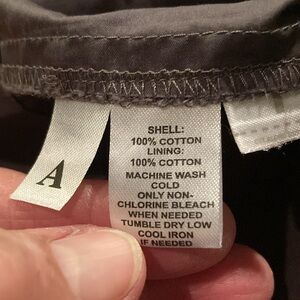 A
SHELL:
100% COTTON
LINING:
100% COTTON
MACHINE WASH
COLD
ONLY NON-
CHLORINE BLEACH
WHEN NEEDED
TUMBLE DRY LOW
COOL IRON
IF NEEDED